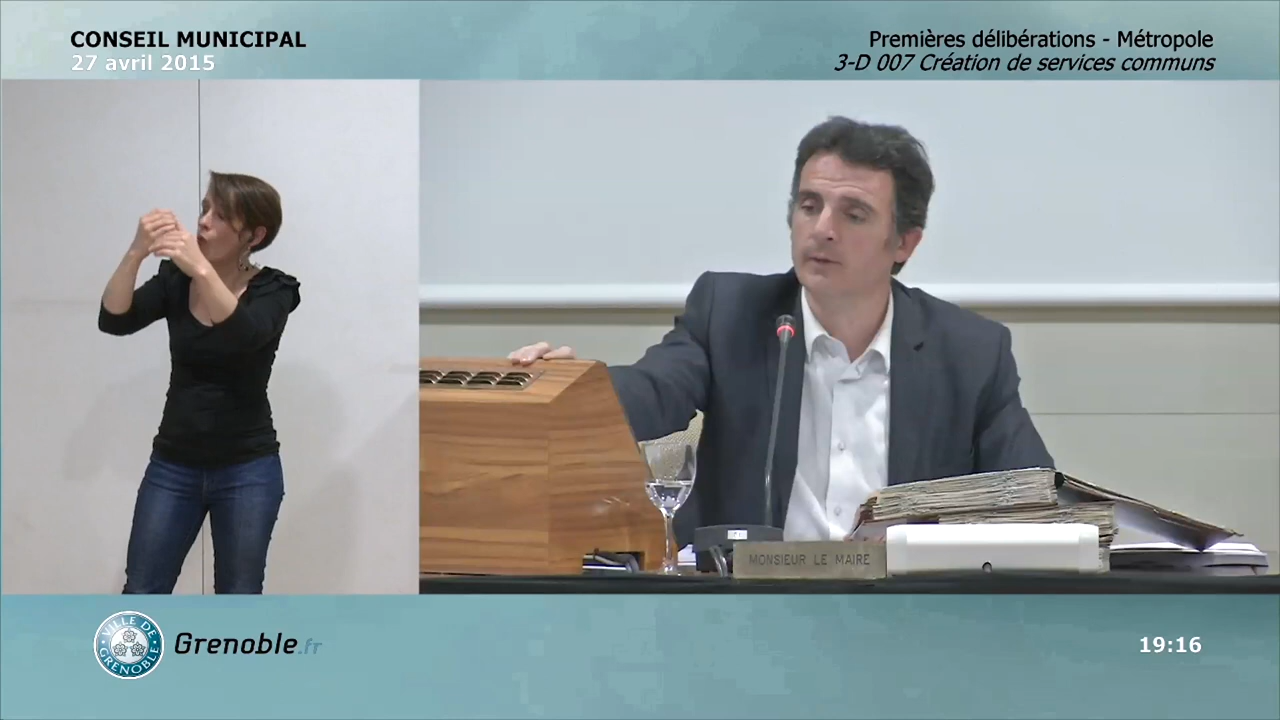 CONSEIL MUNICIPAL
27 avril 2015
Premières délibérations - Métropole
3-D 007 Création de services communs
MONSIEUR LE MAIRE
VILLE DE GRENOBLE
Grenoble.fr
19:16